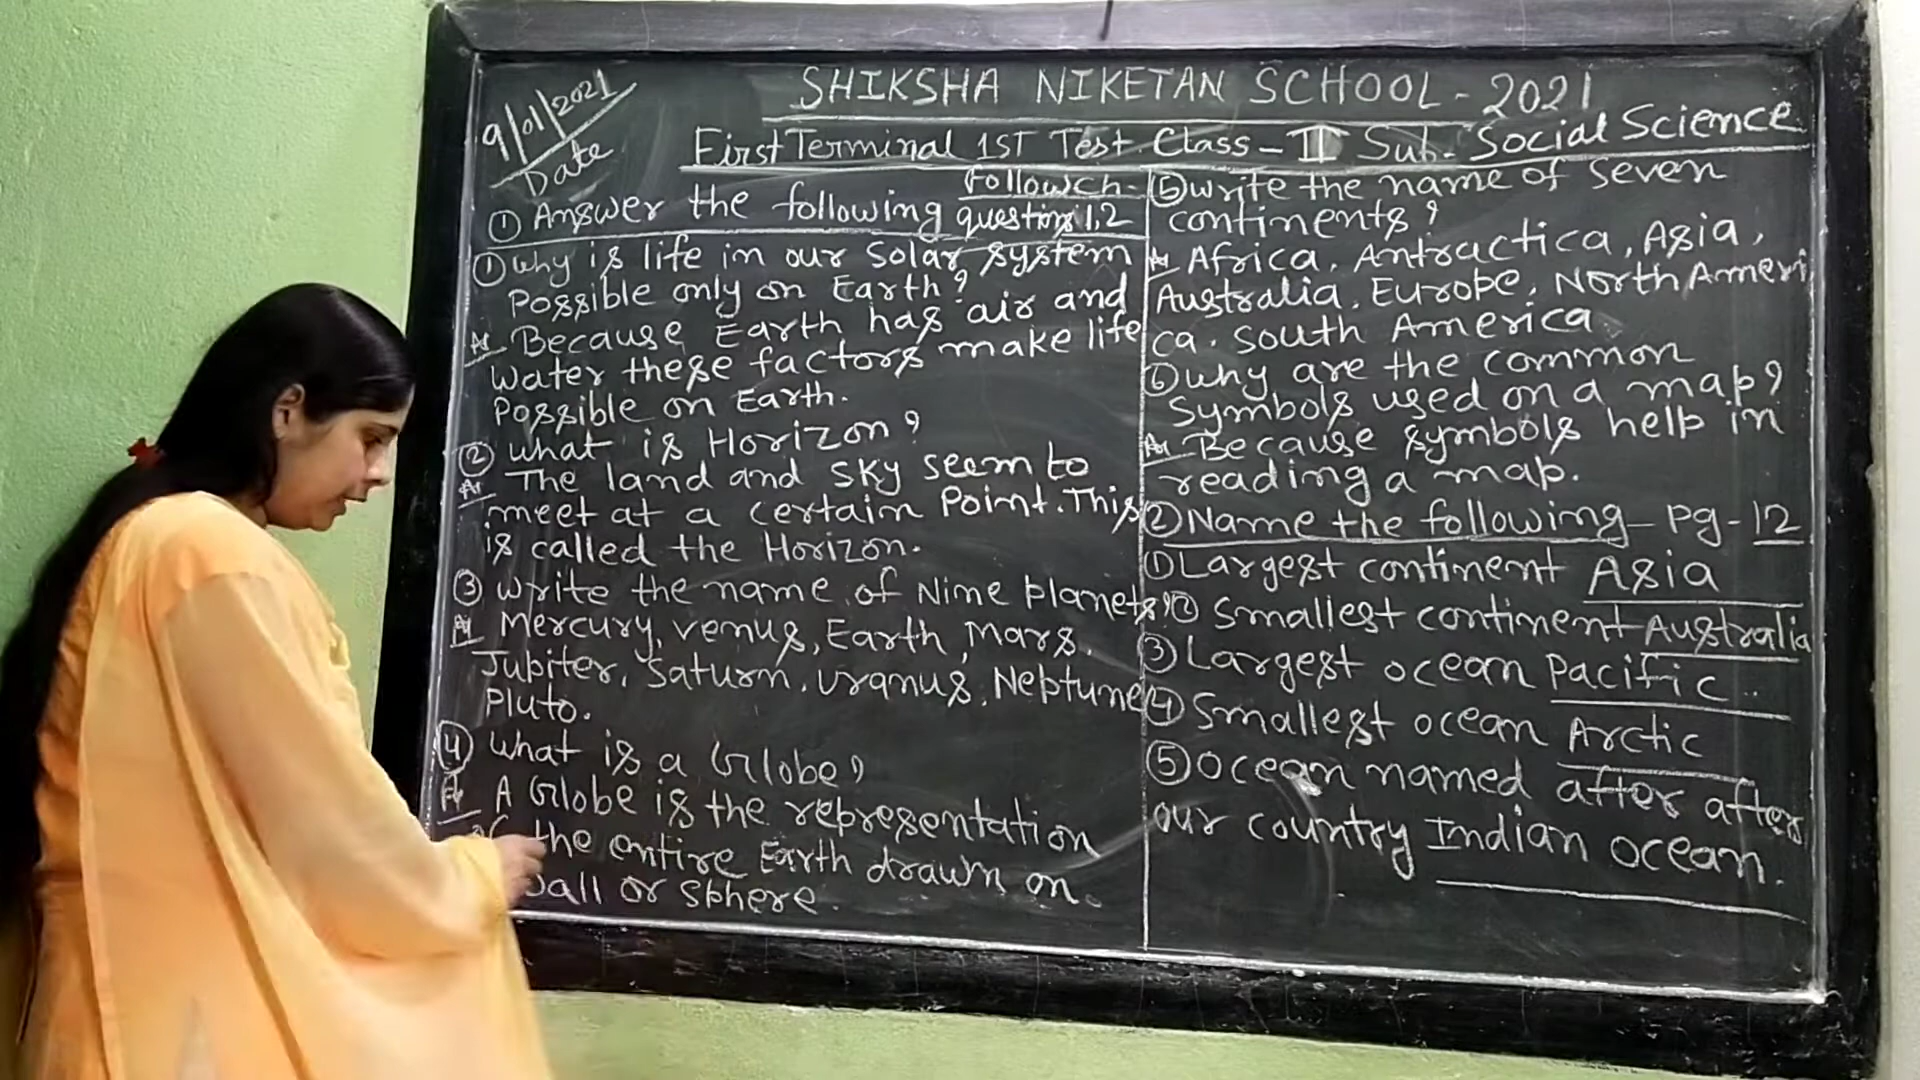 9/01/2021
Date
SHIKSHA NIKETAN SCHOOL - 2021
First Terminal 1ST Test. Class - II Sub- Social Science
Follow ch-
① Answer the following questions 1,2
① Why is life in our solar system
Possible only on Earth?
As Because Earth has air and
Water these factors make life
Possible on Earth.
② What is Horizon?
As The land and sky seem to
meet at a certain Point. This
is called the Horizon.
③ Write the name of Nine Planets?
As Mercury, Venus, Earth, Mars,
Jupiter, Saturn, Uranus, Neptune
Pluto.
④ What is a Globe?
A Globe is the representation
of the entire Earth drawn on
ball or sphere.
⑤ Write the name of seven
continents?
As Africa, Antractica, Asia,
Australia, Europe, North Ameri
ca. South America
⑥ Why are the common
Symbols used on a map?
As Because symbols help in
reading a map.
② Name the following - Pg - 12
① Largest continent Asia
② Smallest continent Australia
③ Largest ocean Pacific..
④ Smallest ocean Arctic
⑤ Ocean named after after
our country Indian ocean.